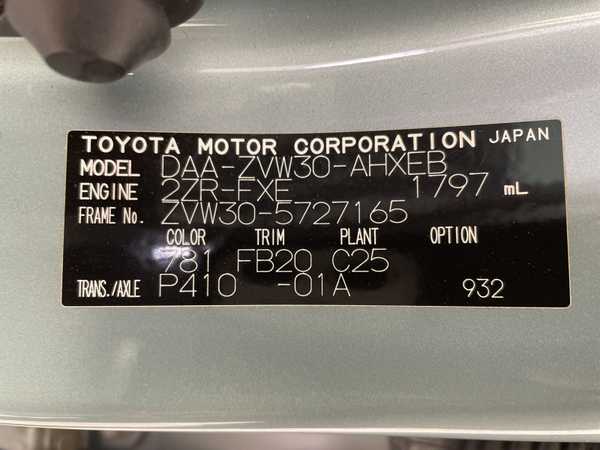 TOYOTA MOTOR CORPORATION JAPAN
MODEL DAA-ZVW30-AHXEB
ENGINE 2ZR-FXE 1797 mL
FRAME No. ZVW30-5727165
COLOR TRIM PLANT OPTION
781 FB20 C25
TRANS./AXLE P410 -01A 932